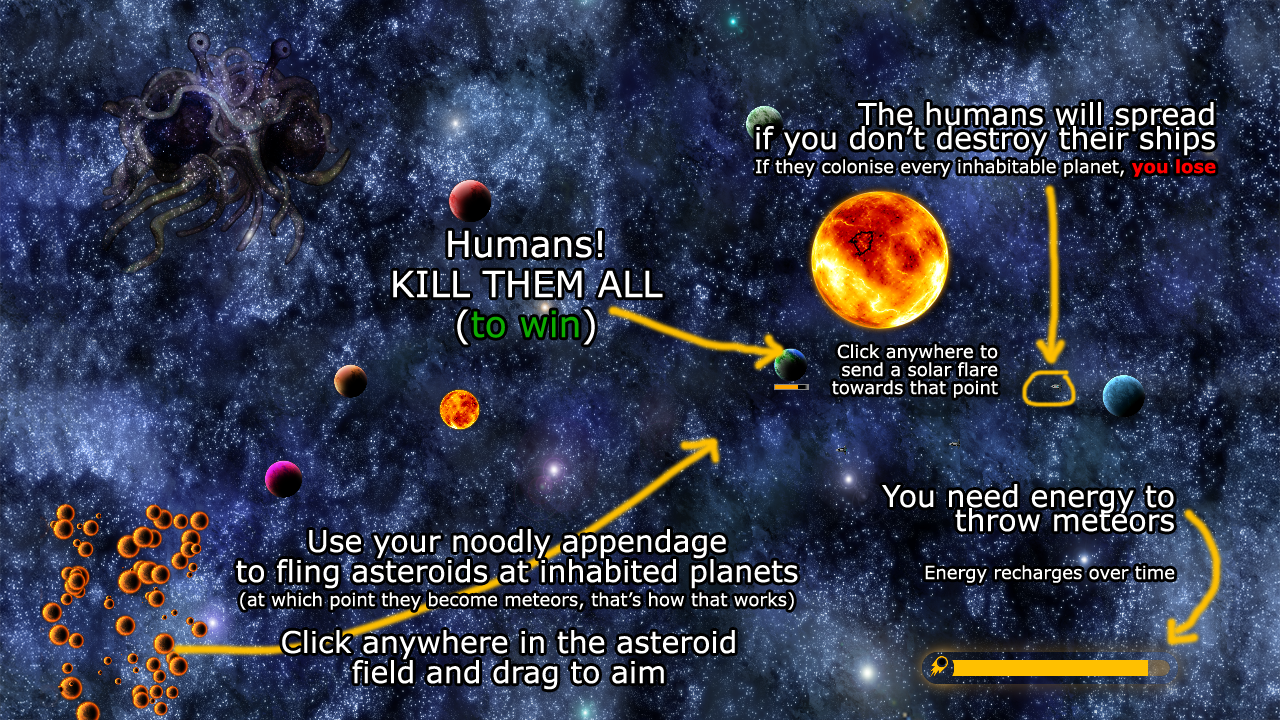 The humans will spread
if you don't destroy their ships
If they colonise every inhabitable planet, you lose
Humans!
KILL THEM ALL
(to win)
Click anywhere to
send a solar flare
towards that point
You need energy to
throw meteors
Energy recharges over time
Use your noodly appendage
to fling asteroids at inhabited planets
(at which point they become meteors, that's how that works)
Click anywhere in the asteroid
field and drag to aim